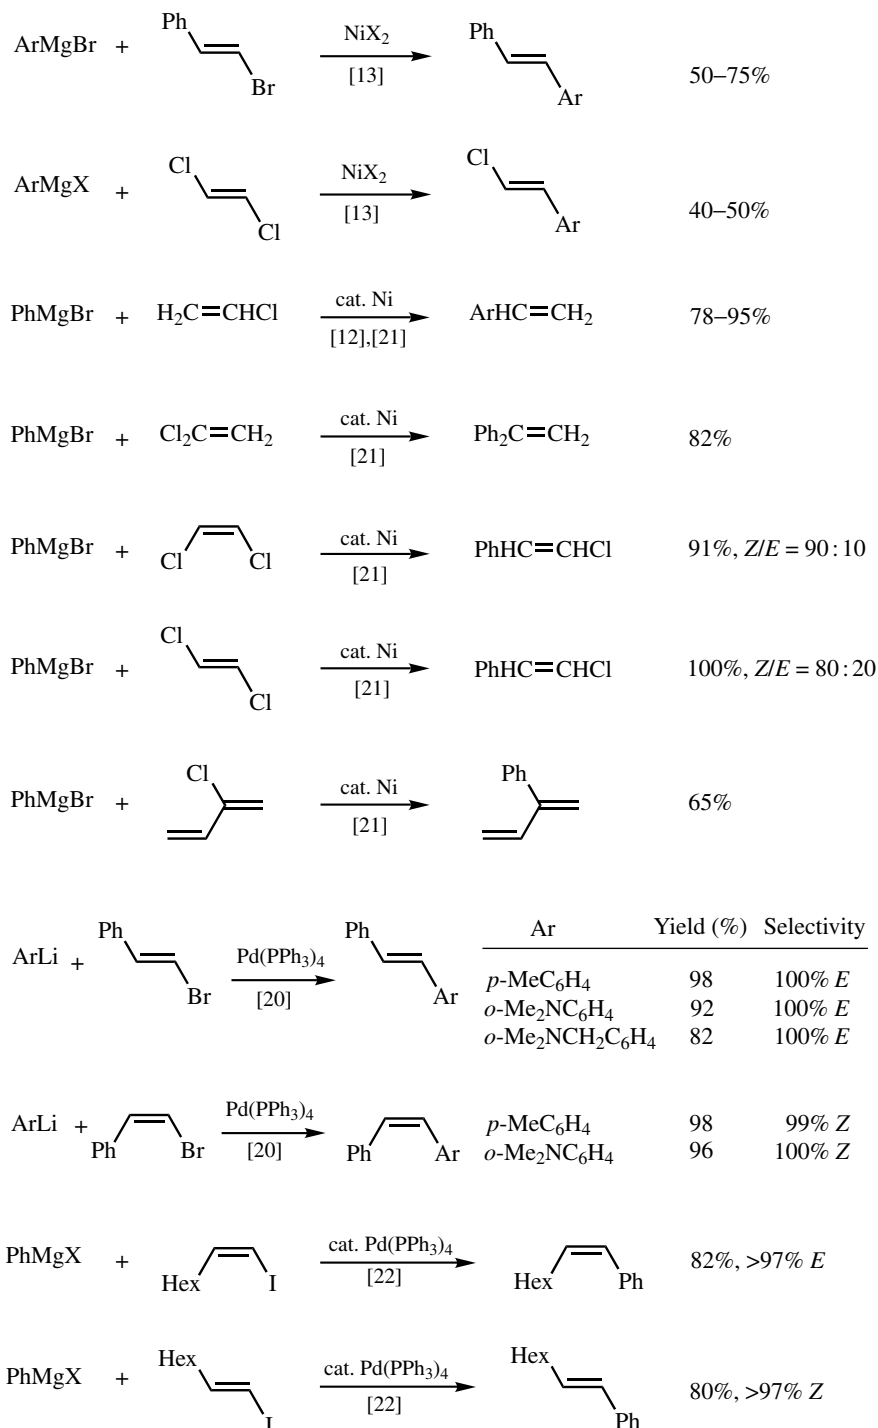 ArMgBr + Ph Br NiX2 [13] Ph Ar 50–75%
ArMgX + Cl Cl NiX2 [13] Cl Ar 40–50%
PhMgBr + H2C=CHCl cat. Ni [12],[21] ArHC=CH2 78–95%
PhMgBr + Cl2C=CH2 cat. Ni [21] Ph2C=CH2 82%
PhMgBr + Cl Cl cat. Ni [21] PhHC=CHCl 91%, Z/E = 90:10
PhMgBr + Cl Cl cat. Ni [21] PhHC=CHCl 100%, Z/E = 80:20
PhMgBr + Cl cat. Ni [21] Ph 65%
ArLi + Ph Br Pd(PPh3)4 [20] Ph Ar
Ar Yield (%) Selectivity
p-MeC6H4 98 100% E
o-Me2NC6H4 92 100% E
o-Me2NCH2C6H4 82 100% E
ArLi + Ph Br Pd(PPh3)4 [20] Ph Ar
p-MeC6H4 98 99% Z
o-Me2NC6H4 96 100% Z
PhMgX + Hex I cat. Pd(PPh3)4 [22] Hex Ph 82%, >97% E
PhMgX + Hex I cat. Pd(PPh3)4 [22] Hex Ph 80%, >97% Z